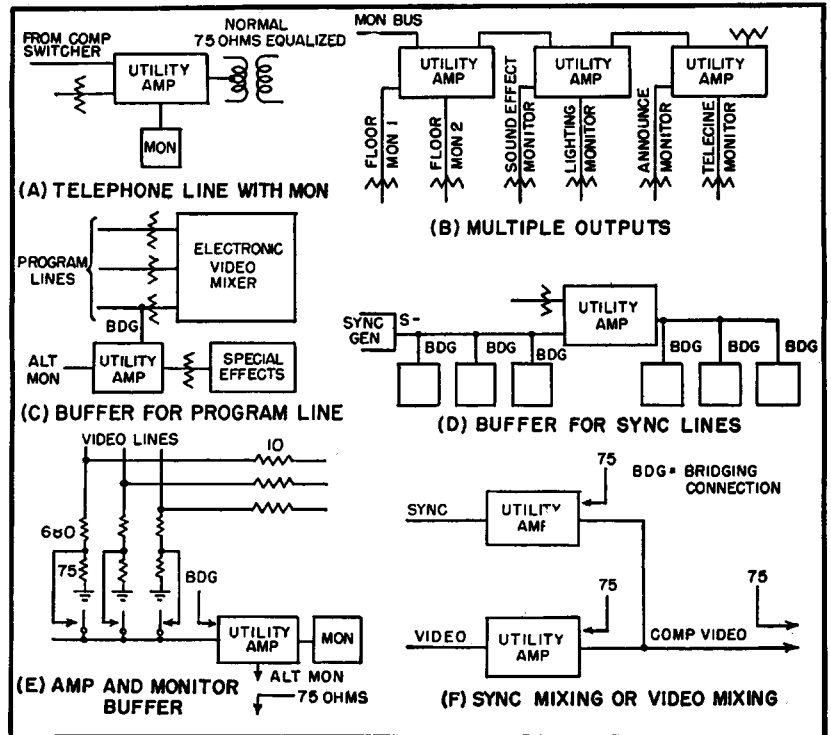 FROM COMP
SWITCHER
UTILITY
AMP
NORMAL
75 OHMS EQUALIZED
MON
(A) TELEPHONE LINE WITH MON
MON BUS
UTILITY
AMP
UTILITY
AMP
UTILITY
AMP
FLOOR
MON 1
FLOOR
MON 2
SOUND EFFECT
MONITOR
LIGHTING
MONITOR
ANNOUNCE
MONITOR
TELECINE
MONITOR
(B) MULTIPLE OUTPUTS
PROGRAM
LINES
ELECTRONIC
VIDEO
MIXER
BDG
ALT
MON
UTILITY
AMP
SPECIAL
EFFECTS
(C) BUFFER FOR PROGRAM LINE
SYNC
GEN
S-
BDG
BDG
BDG
UTILITY
AMP
BDG
BDG
BDG
(D) BUFFER FOR SYNC LINES
VIDEO LINES
10
680
75
BDG
UTILITY
AMP
MON
ALT MON
75 OHMS
(E) AMP AND MONITOR
BUFFER
75
BDG = BRIDGING
CONNECTION
SYNC
UTILITY
AMP
75
75
VIDEO
UTILITY
AMP
COMP VIDEO
(F) SYNC MIXING OR VIDEO MIXING